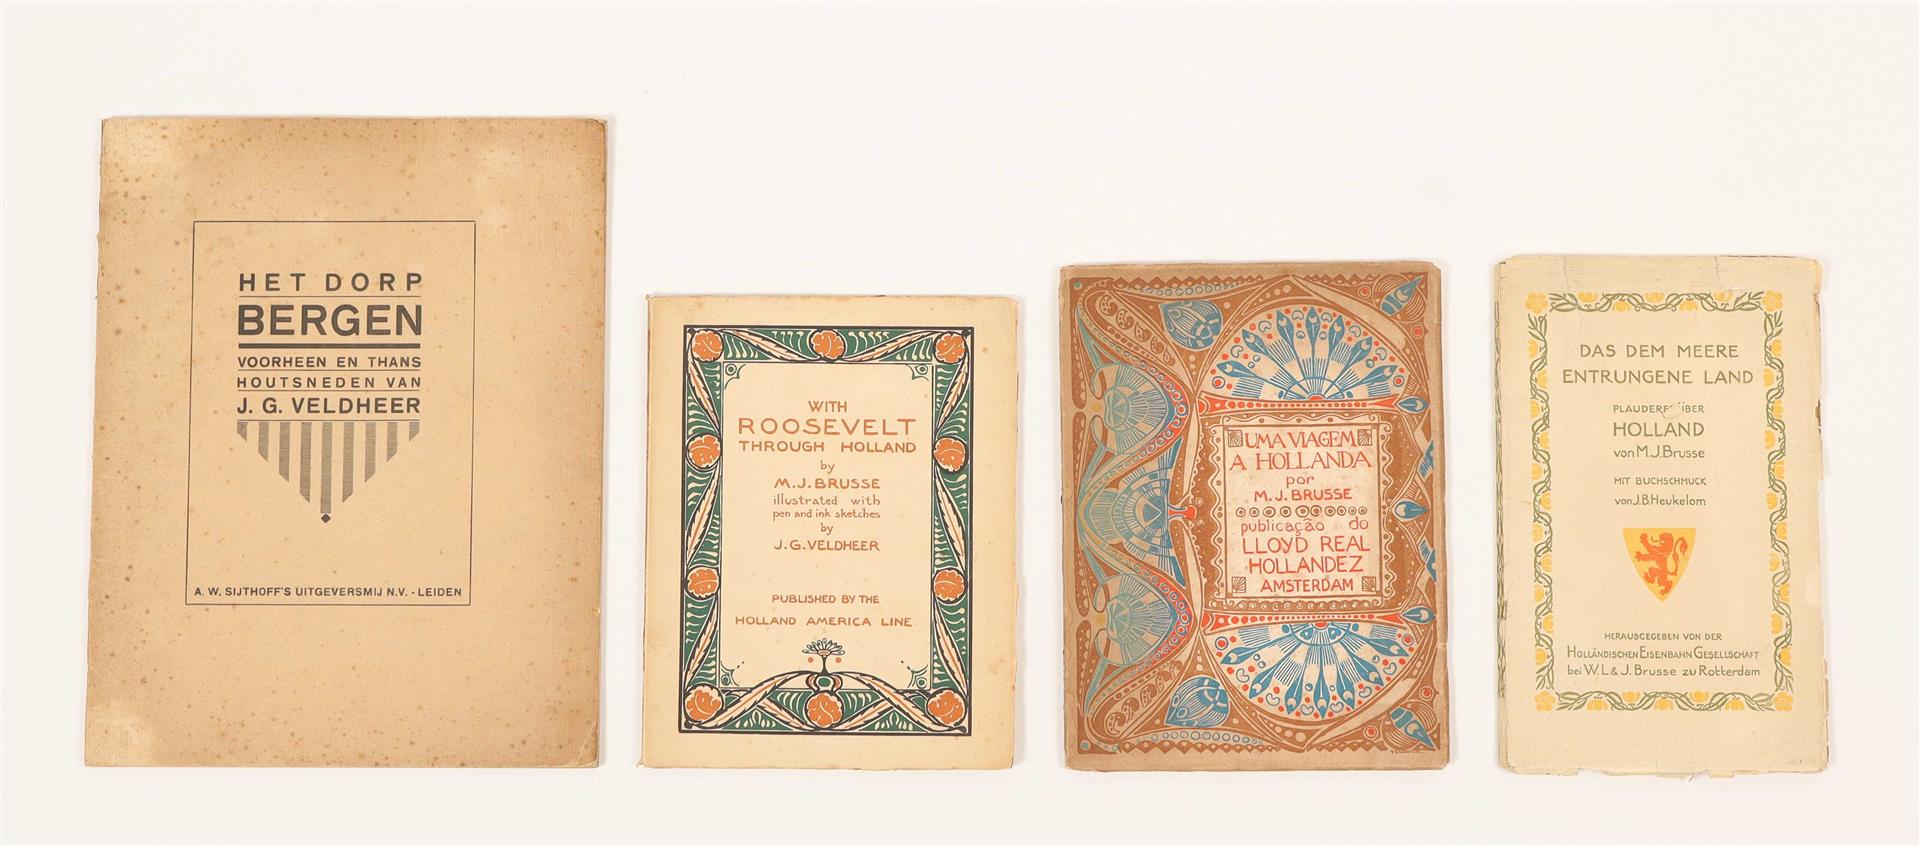 HET DORP
BERGEN
VOORHEEN EN THANS
HOUTSNEDEN VAN
J. G. VELDHEER
A. W. SIJTHOFF'S UITGEVERSMIJ N.V. - LEIDEN
WITH
ROOSEVELT
THROUGH HOLLAND
by
M. J. BRUSSE
illustrated with
pen and ink sketches
by
J. G. VELDHEER
PUBLISHED BY THE
HOLLAND AMERICA LINE
UMA VIAGEM
A HOLLANDA
por
M. J. BRUSSE
publicação do
LLOYD REAL
HOLLANDEZ
AMSTERDAM
DAS DEM MEERE
ENTRUNGENE LAND
ÜBER
HOLLAND
von M. J. Brusse
MIT BUCHSCHMUCK
von J. B. Heukelom
HERAUSGEGEBEN VON DER
HOLLÄNDISCHEN EISENBAHN GESELLSCHAFT
bei W. L. & J. Brusse zu Rotterdam